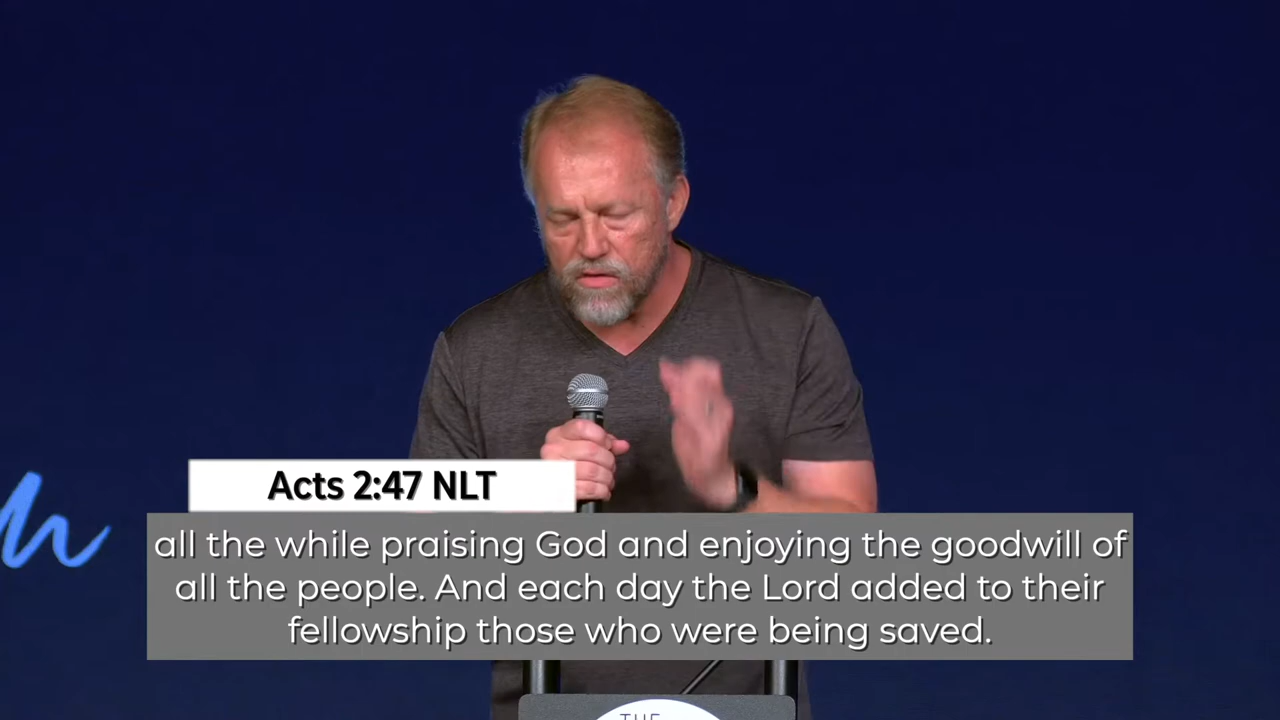 Acts 2:47 NLT
all the while praising God and enjoying the goodwill of
all the people. And each day the Lord added to their
fellowship those who were being saved.
THE